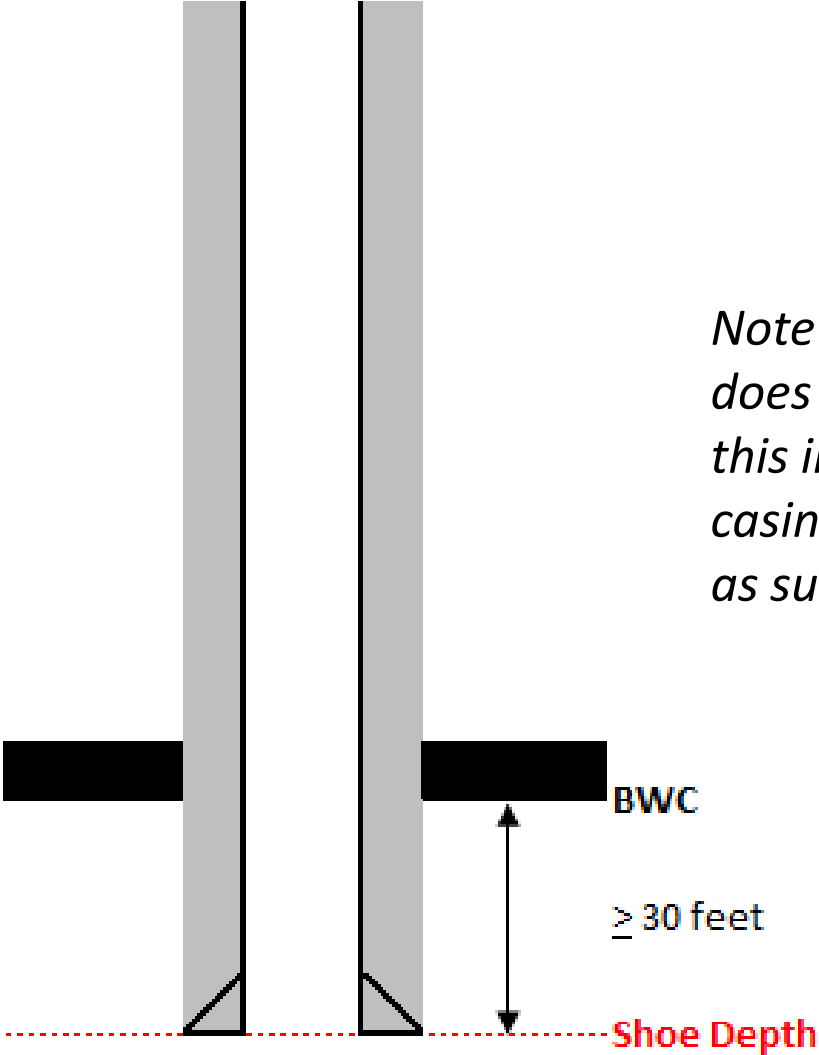 Note
does
this i
casin
as su
BWC
≥ 30 feet
Shoe Depth